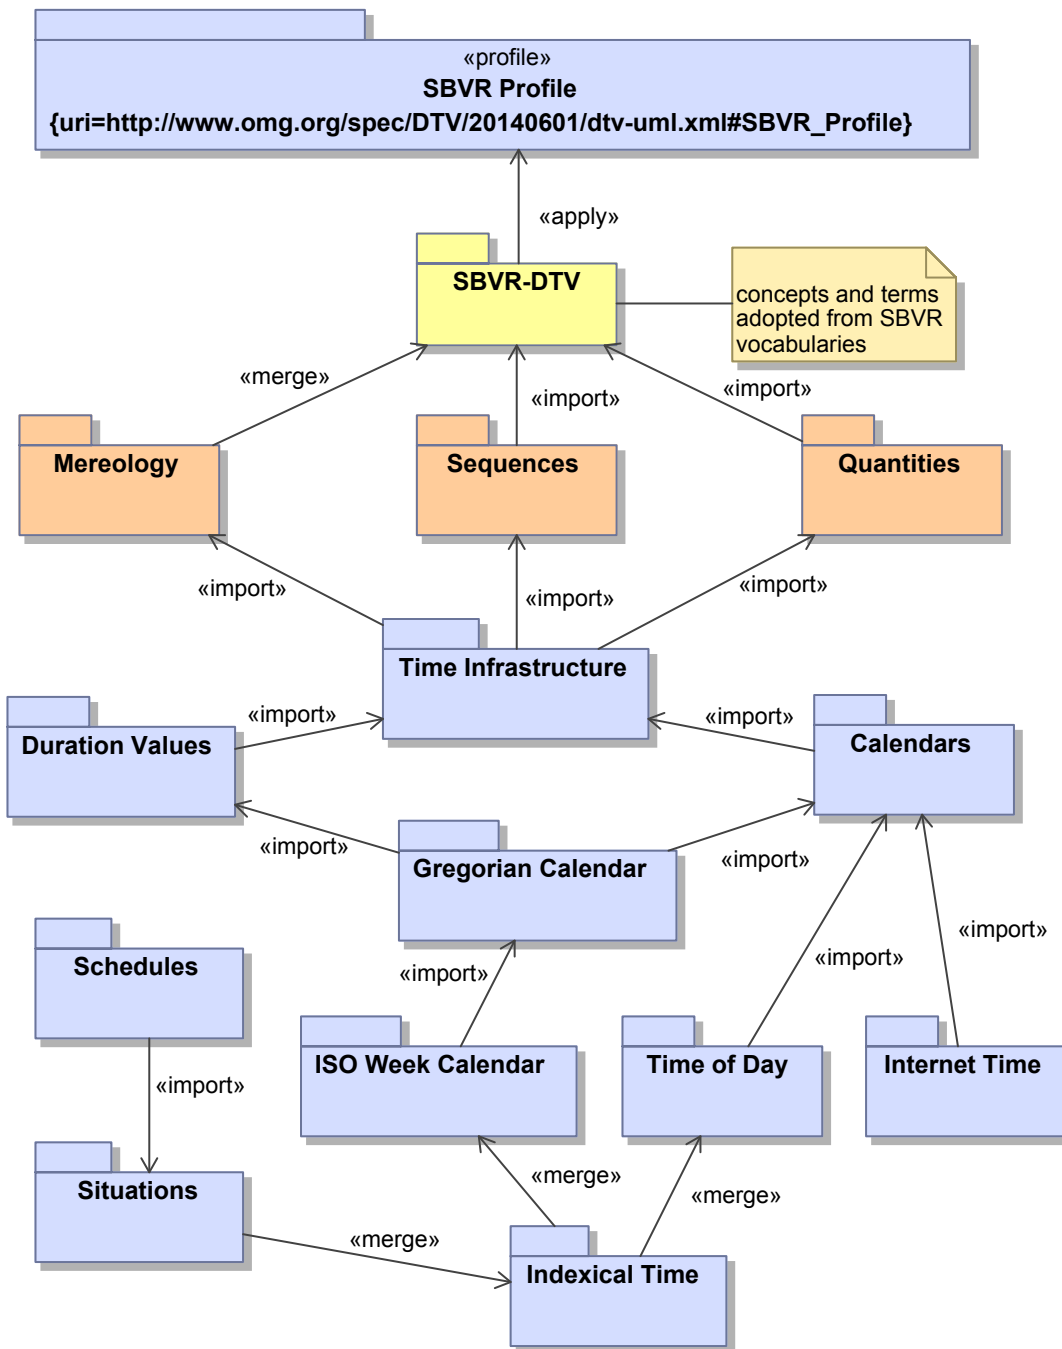 «profile»
SBVR Profile
{uri=http://www.omg.org/spec/DTV/20140601/dtv-uml.xml#SBVR_Profile}
«apply»
SBVR-DTV
concepts and terms
adopted from SBVR
vocabularies
«merge»
«import»
«import»
Mereology
Sequences
Quantities
«import»
«import»
«import»
Time Infrastructure
«import»
«import»
Duration Values
Calendars
«import»
«import»
Gregorian Calendar
«import»
«import»
«import»
Schedules
ISO Week Calendar
Time of Day
Internet Time
«import»
Situations
«merge»
«merge»
«merge»
Indexical Time